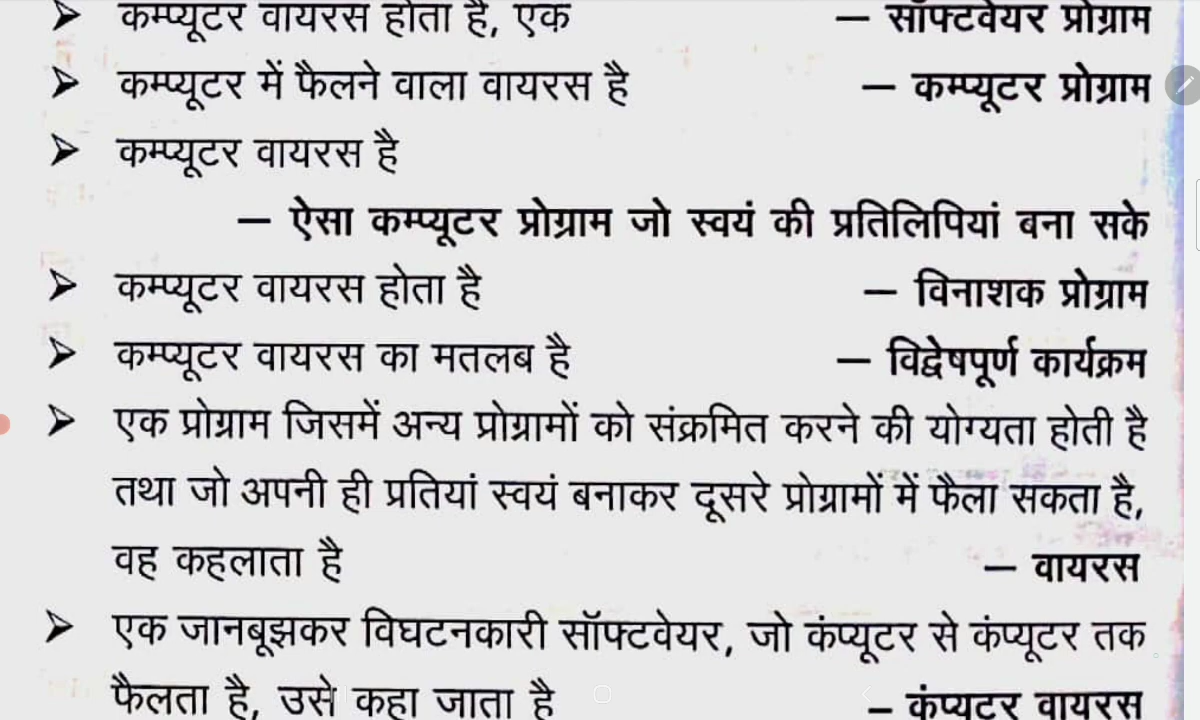 ➤ कम्प्यूटर वायरस होता है, एक — सॉफ्टवेयर प्रोग्राम
➤ कम्प्यूटर में फैलने वाला वायरस है — कम्प्यूटर प्रोग्राम
➤ कम्प्यूटर वायरस है
— ऐसा कम्प्यूटर प्रोग्राम जो स्वयं की प्रतिलिपियां बना सके
➤ कम्प्यूटर वायरस होता है — विनाशक प्रोग्राम
➤ कम्प्यूटर वायरस का मतलब है — विद्वेषपूर्ण कार्यक्रम
➤ एक प्रोग्राम जिसमें अन्य प्रोग्रामों को संक्रमित करने की योग्यता होती है
तथा जो अपनी ही प्रतियां स्वयं बनाकर दूसरे प्रोग्रामों में फैला सकता है,
वह कहलाता है — वायरस
➤ एक जानबूझकर विघटनकारी सॉफ्टवेयर, जो कंप्यूटर से कंप्यूटर तक
फैलता है, उसे कहा जाता है — कंप्यूटर वायरस